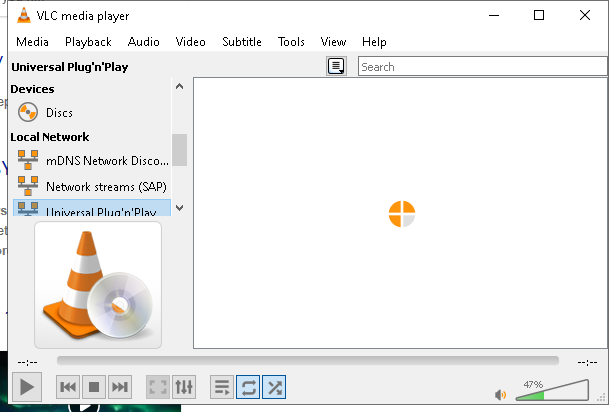 VLC media player
Media Playback Audio Video Subtitle Tools View Help
Universal Plug'n'Play
Search
Devices
Discs
Local Network
mDNS Network Disco...
Network streams (SAP)
Universal Plug'n'Play
--:-- --:--
47%